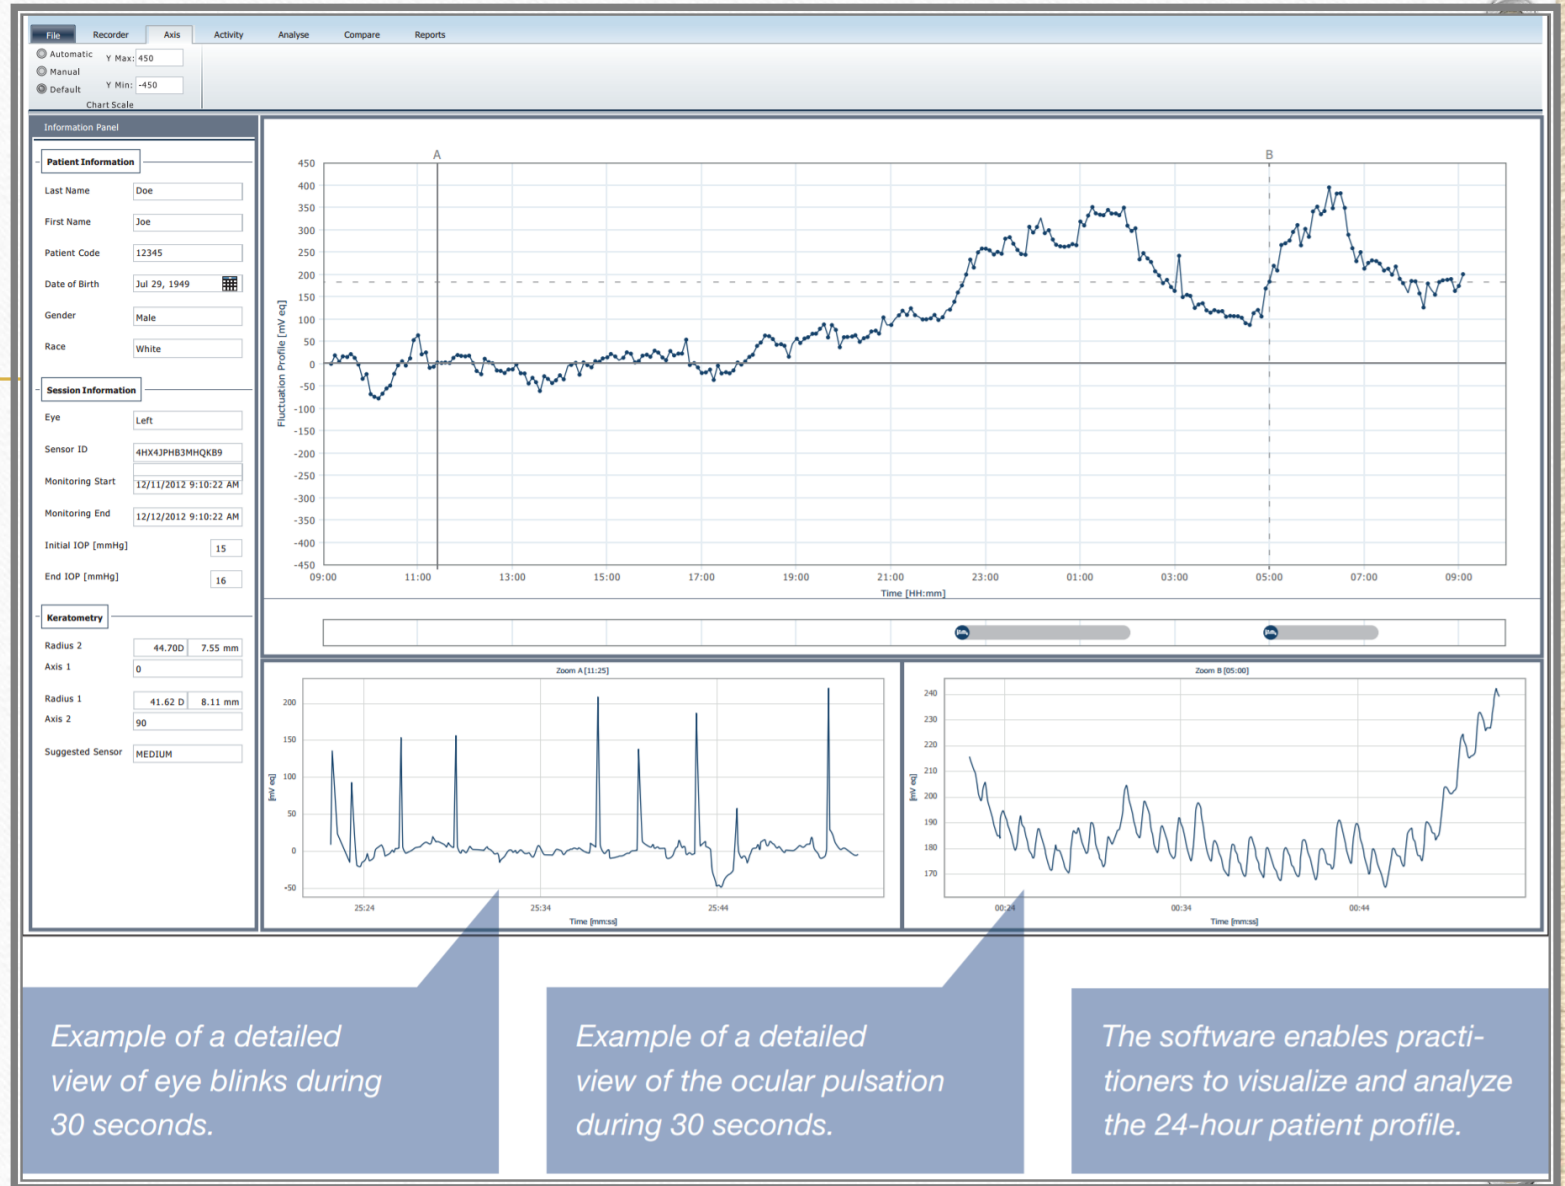 File Recorder Axis Activity Analyse Compare Reports
Automatic
Manual
Default
Y Max: 450
Y Min: -450
Chart Scale
Information Panel
Patient Information
Last Name Doe
First Name Joe
Patient Code 12345
Date of Birth Jul 29, 1949
Gender Male
Race White
Session Information
Eye Left
Sensor ID 4HX4JPHB3MHQKB9
Monitoring Start 12/11/2012 9:10:22 AM
Monitoring End 12/12/2012 9:10:22 AM
Initial IOP [mmHg] 15
End IOP [mmHg] 16
Keratometry
Radius 2 44.70D 7.55 mm
Axis 1 0
Radius 1 41.62 D 8.11 mm
Axis 2 90
Suggested Sensor MEDIUM
A B
450
400
350
300
250
200
150
100
50
0
-50
-100
-150
-200
-250
-300
-350
-400
-450
Fluctuation Profile [mV eq]
09:00 11:00 13:00 15:00 17:00 19:00 21:00 23:00 01:00 03:00 05:00 07:00 09:00
Time [HH:mm]
Zoom A [11:25]
200
150
100
50
0
-50
[mV eq]
25:24 25:34 25:44
Time [mm:ss]
Zoom B [05:00]
240
230
220
210
200
190
180
170
[mV eq]
00:24 00:34 00:44
Time [mm:ss]
Example of a detailed
view of eye blinks during
30 seconds.
Example of a detailed
view of the ocular pulsation
during 30 seconds.
The software enables practi-
tioners to visualize and analyze
the 24-hour patient profile.